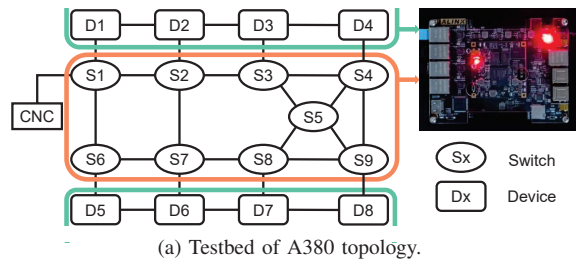 D1 D2 D3 D4
ALINX
S1 S2 S3 S4
CNC
S5
Sx Switch
S6 S7 S8 S9
Dx Device
D5 D6 D7 D8
(a) Testbed of A380 topology.